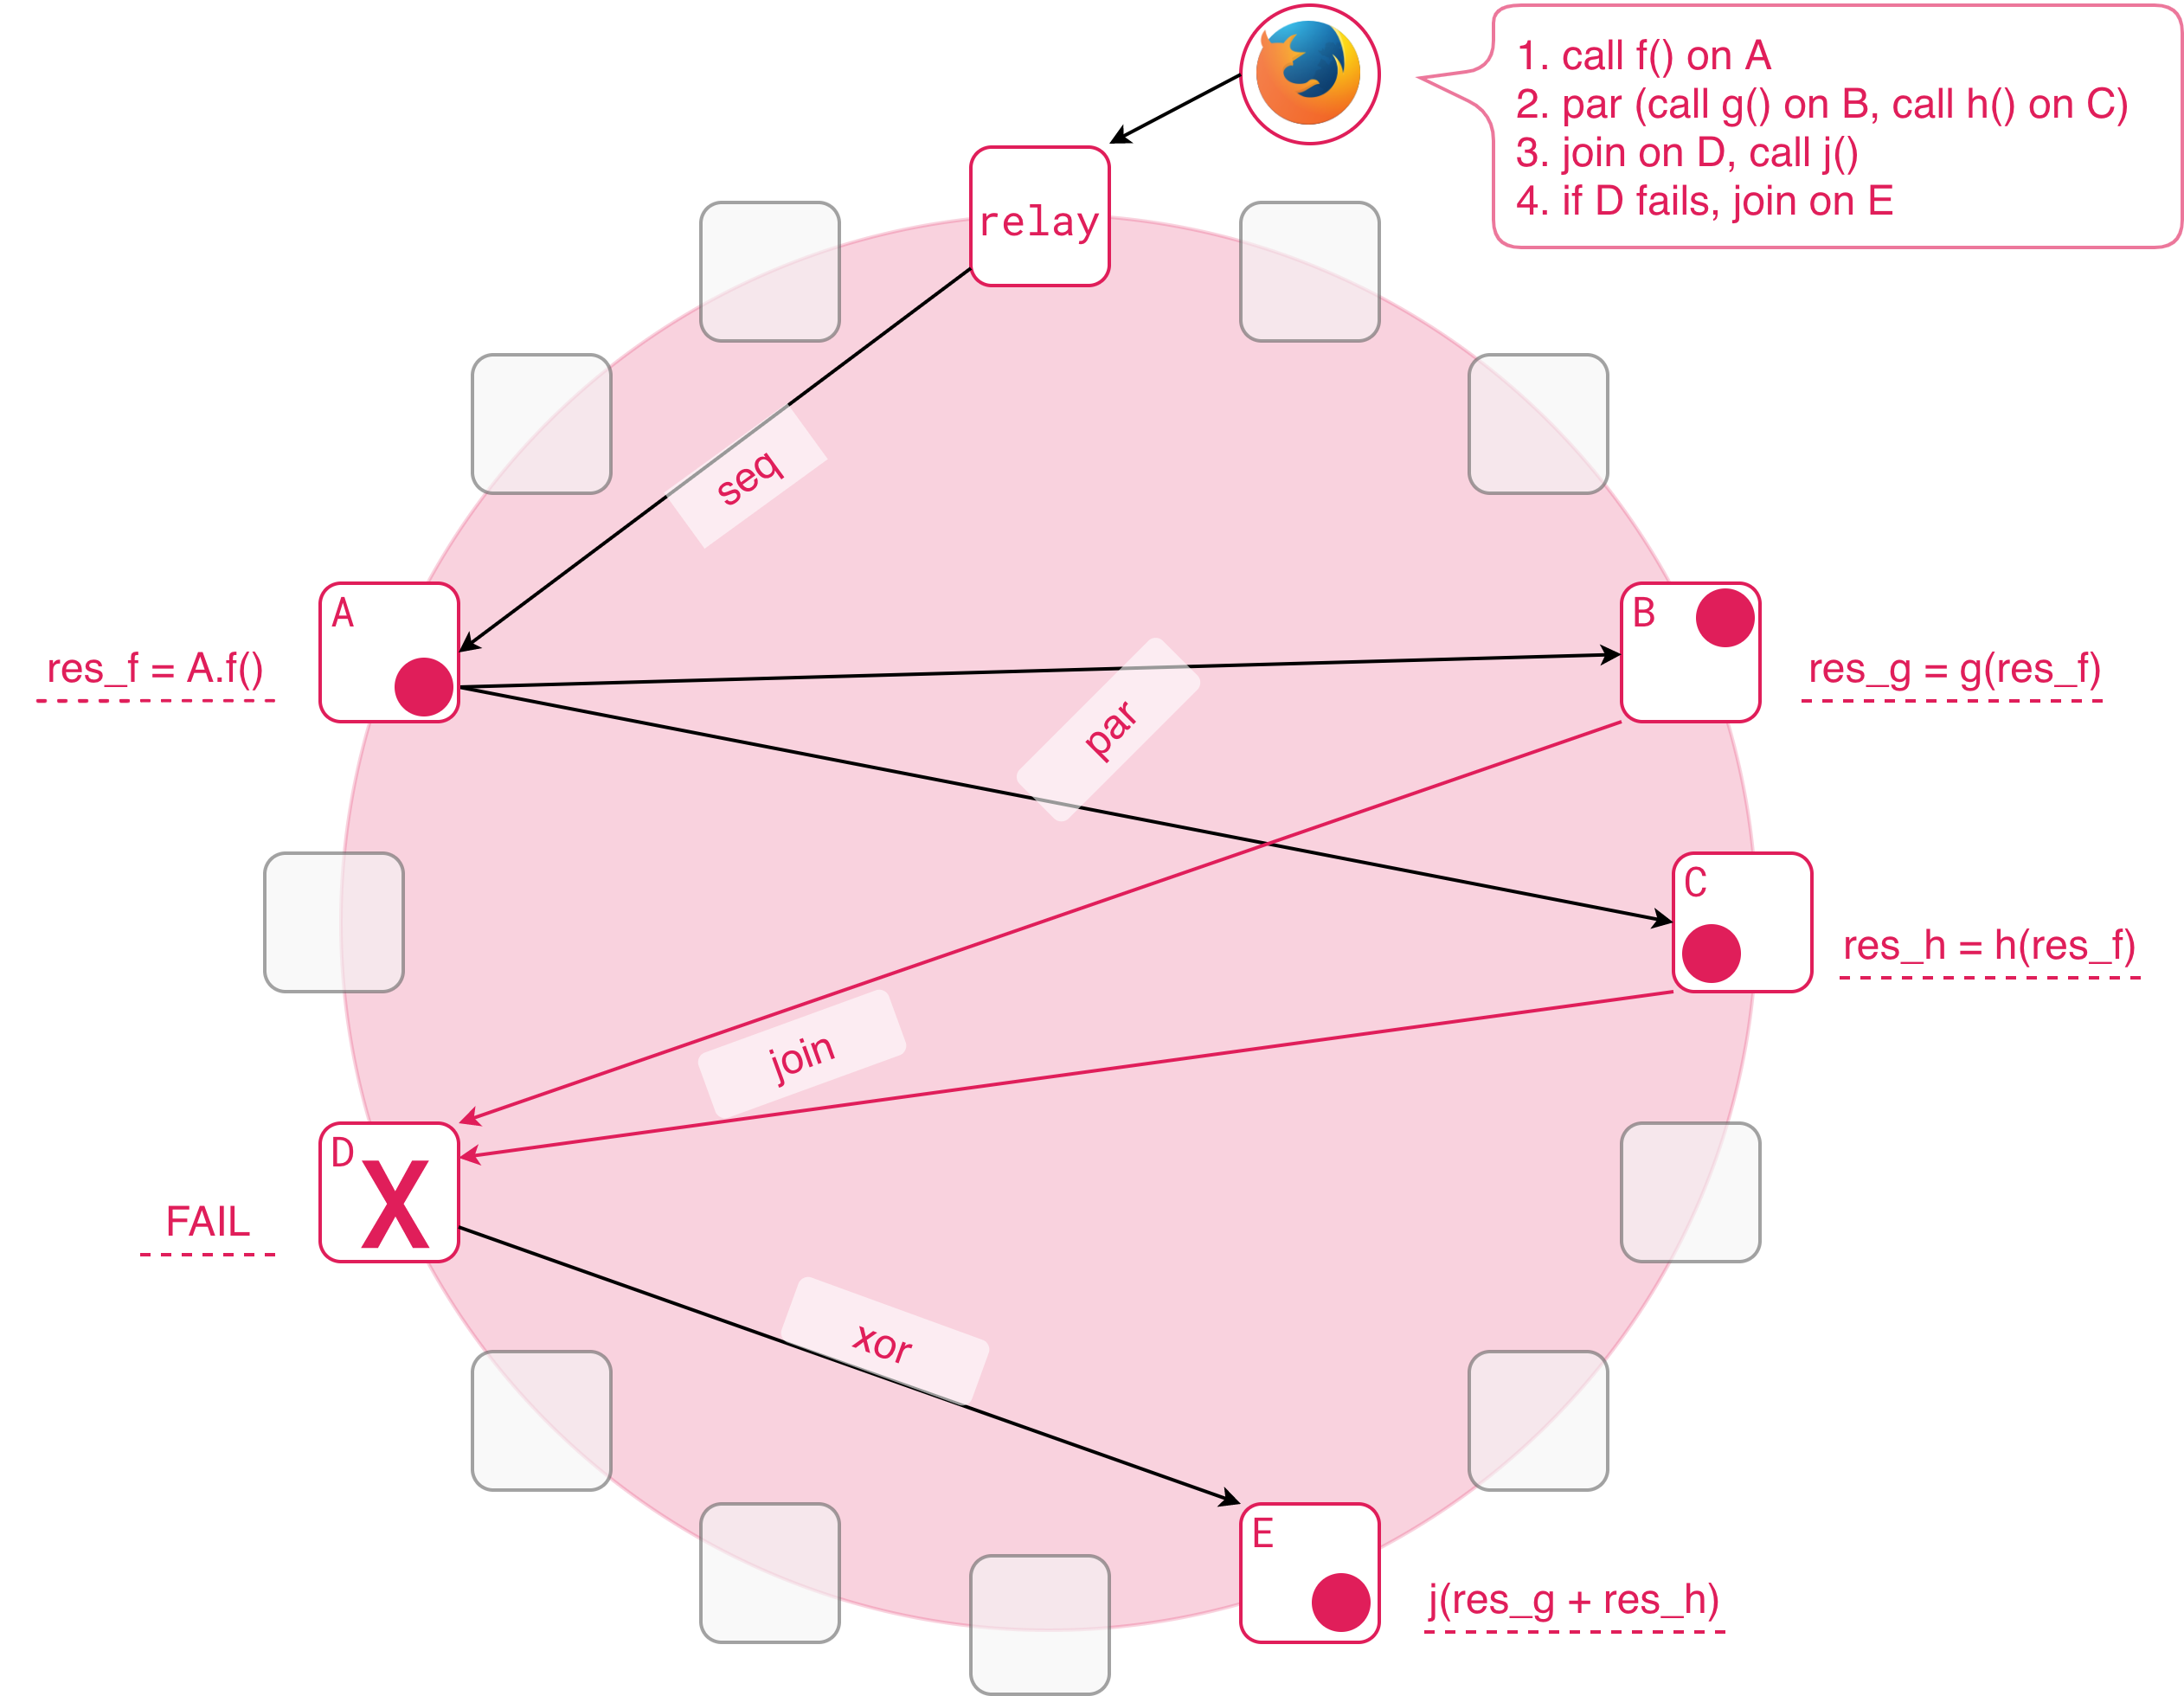 1. call f() on A
2. par (call g() on B, call h() on C)
3. join on D, call j()
4. if D fails, join on E
relay
seq
A
res_f = A.f()
par
B
res_g = g(res_f)
C
res_h = h(res_f)
join
D
X
FAIL
xor
E
j(res_g + res_h)